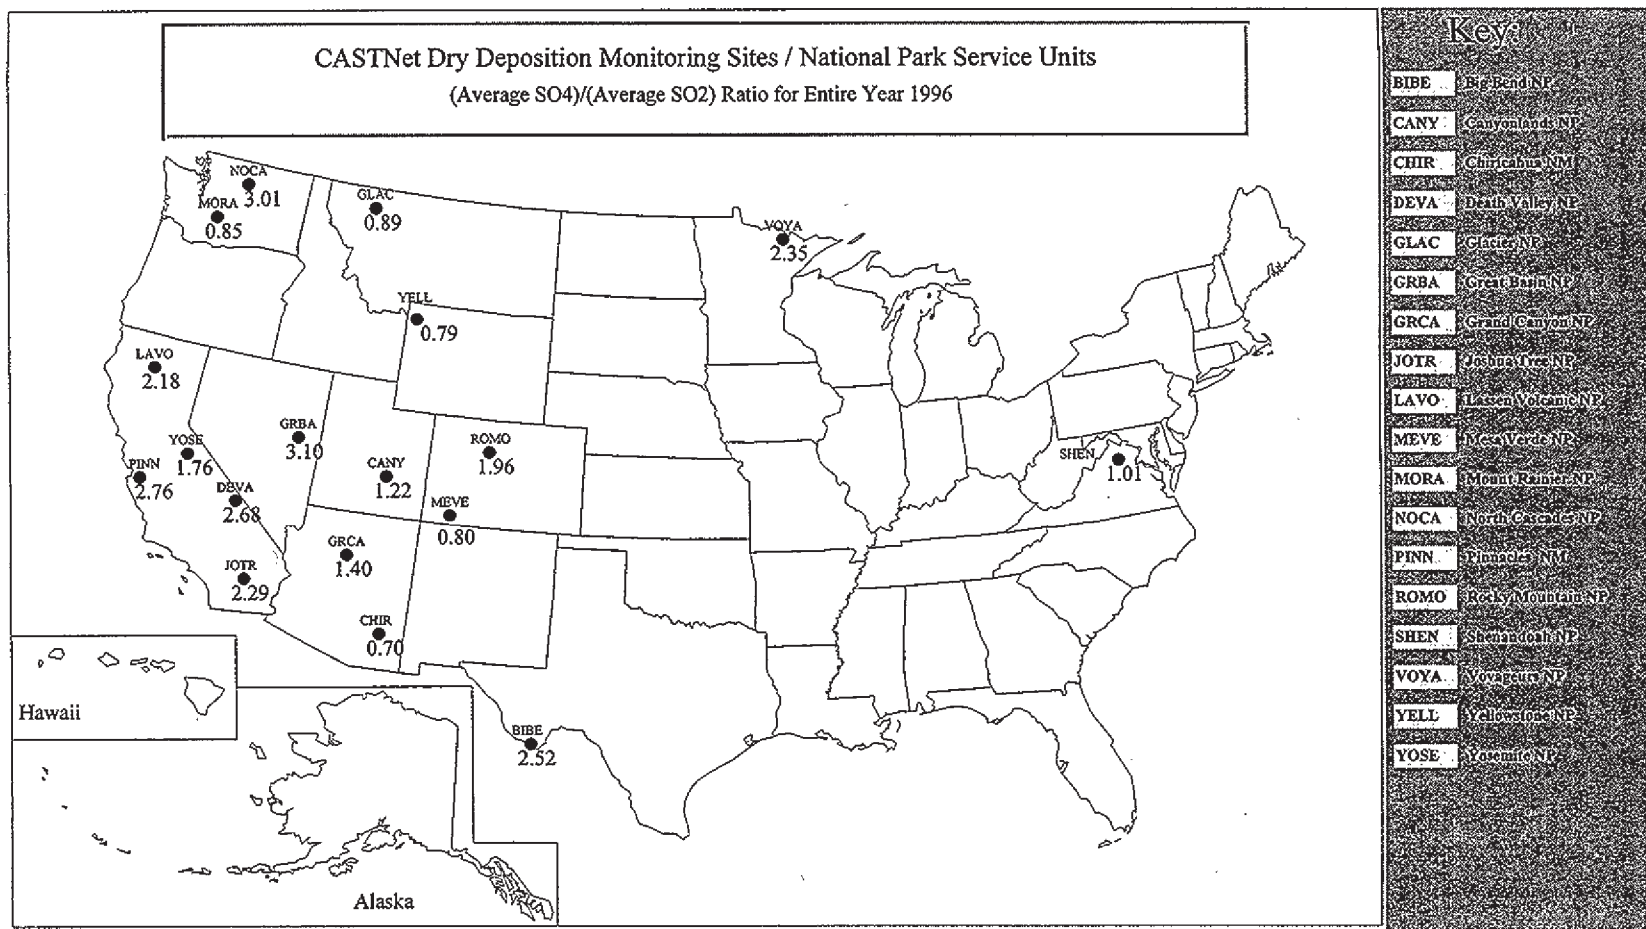 CASTNet Dry Deposition Monitoring Sites / National Park Service Units
(Average SO4)/(Average SO2) Ratio for Entire Year 1996
NOCA
3.01
MORA
0.85
GLAC
0.89
VOYA
2.35
YELL
0.79
LAVO
2.18
GRBA
3.10
YOSE
1.76
ROMO
1.96
PINN
2.76
CANY
1.22
SHEN
1.01
DEVA
2.68
MEVE
0.80
GRCA
1.40
JOTR
2.29
CHIR
0.70
BIBE
2.52
Hawaii
Alaska
Key:
BIBE Big Bend NP
CANY Canyonlands NP
CHIR Chiricahua NM
DEVA Death Valley NP
GLAC Glacier NP
GRBA Great Basin NP
GRCA Grand Canyon NP
JOTR Joshua Tree NP
LAVO Lassen Volcanic NP
MEVE Mesa Verde NP
MORA Mount Rainier NP
NOCA North Cascades NP
PINN Pinnacles NM
ROMO Rocky Mountain NP
SHEN Shenandoah NP
VOYA Voyageurs NP
YELL Yellowstone NP
YOSE Yosemite NP